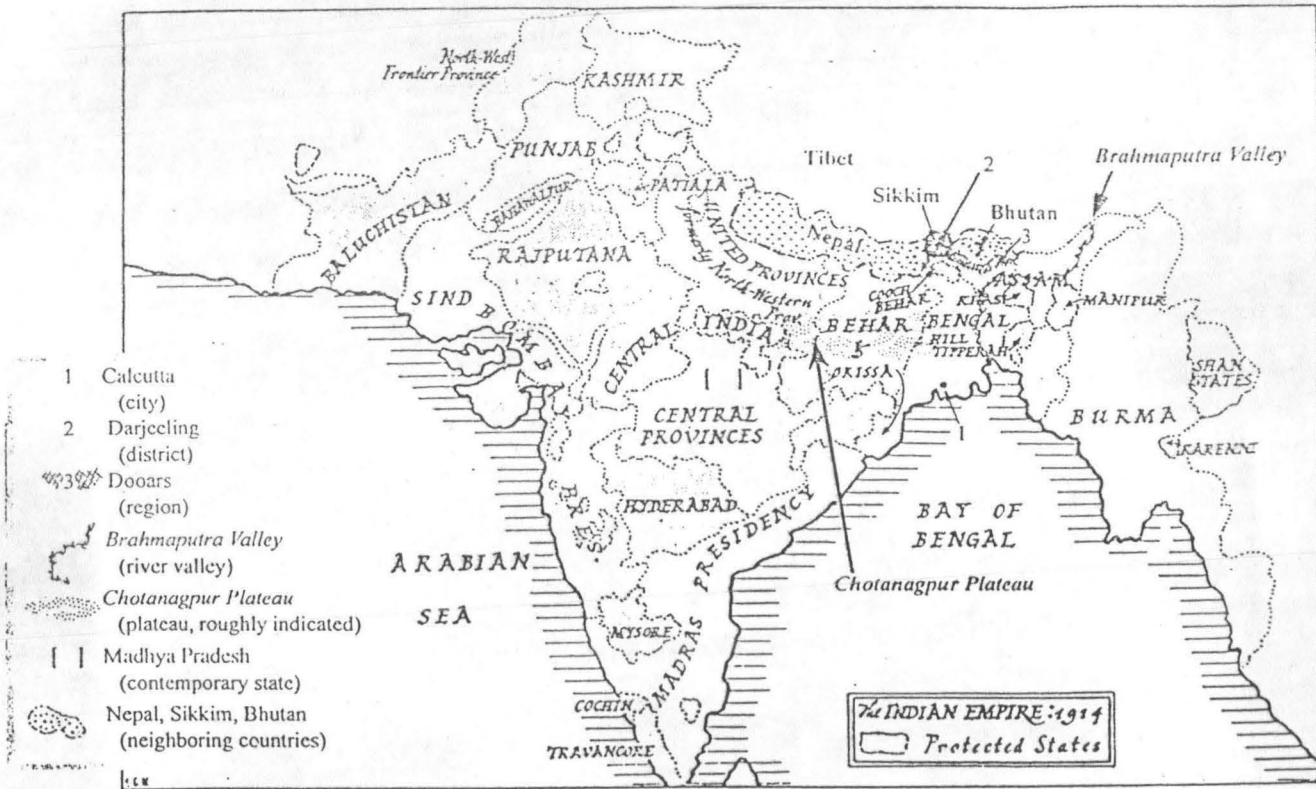 North-West
Frontier Province
KASHMIR
PUNJAB
Tibet
2
Brahmaputra Valley
Sikkim
Bhutan
3
PATIALA
BALUCHISTAN
BAHAWALPUR
RAJPUTANA
Nepal
UNITED PROVINCES
(formerly North-Western
Prov.
COOCH
BEHAR
ASSAM
KHASI
MANIPUR
SIND
BOMBAY
PRES
CENTRAL INDIA
BEHAR
BENGAL
HILL
TIPPERAH
ORISSA
SHAN
STATES
CENTRAL
PROVINCES
1
BURMA
KARENNI
HYDERABAD
BAY OF
BENGAL
ARABIAN
SEA
Chotanagpur Plateau
MYSORE
MADRAS PRESIDENCY
COCHIN
TRAVANCORE
1 Calcutta
(city)
2 Darjeeling
(district)
3 Dooars
(region)
Brahmaputra Valley
(river valley)
Chotanagpur Plateau
(plateau, roughly indicated)
Madhya Pradesh
(contemporary state)
Nepal, Sikkim, Bhutan
(neighboring countries)
The INDIAN EMPIRE: 1914
Protected States